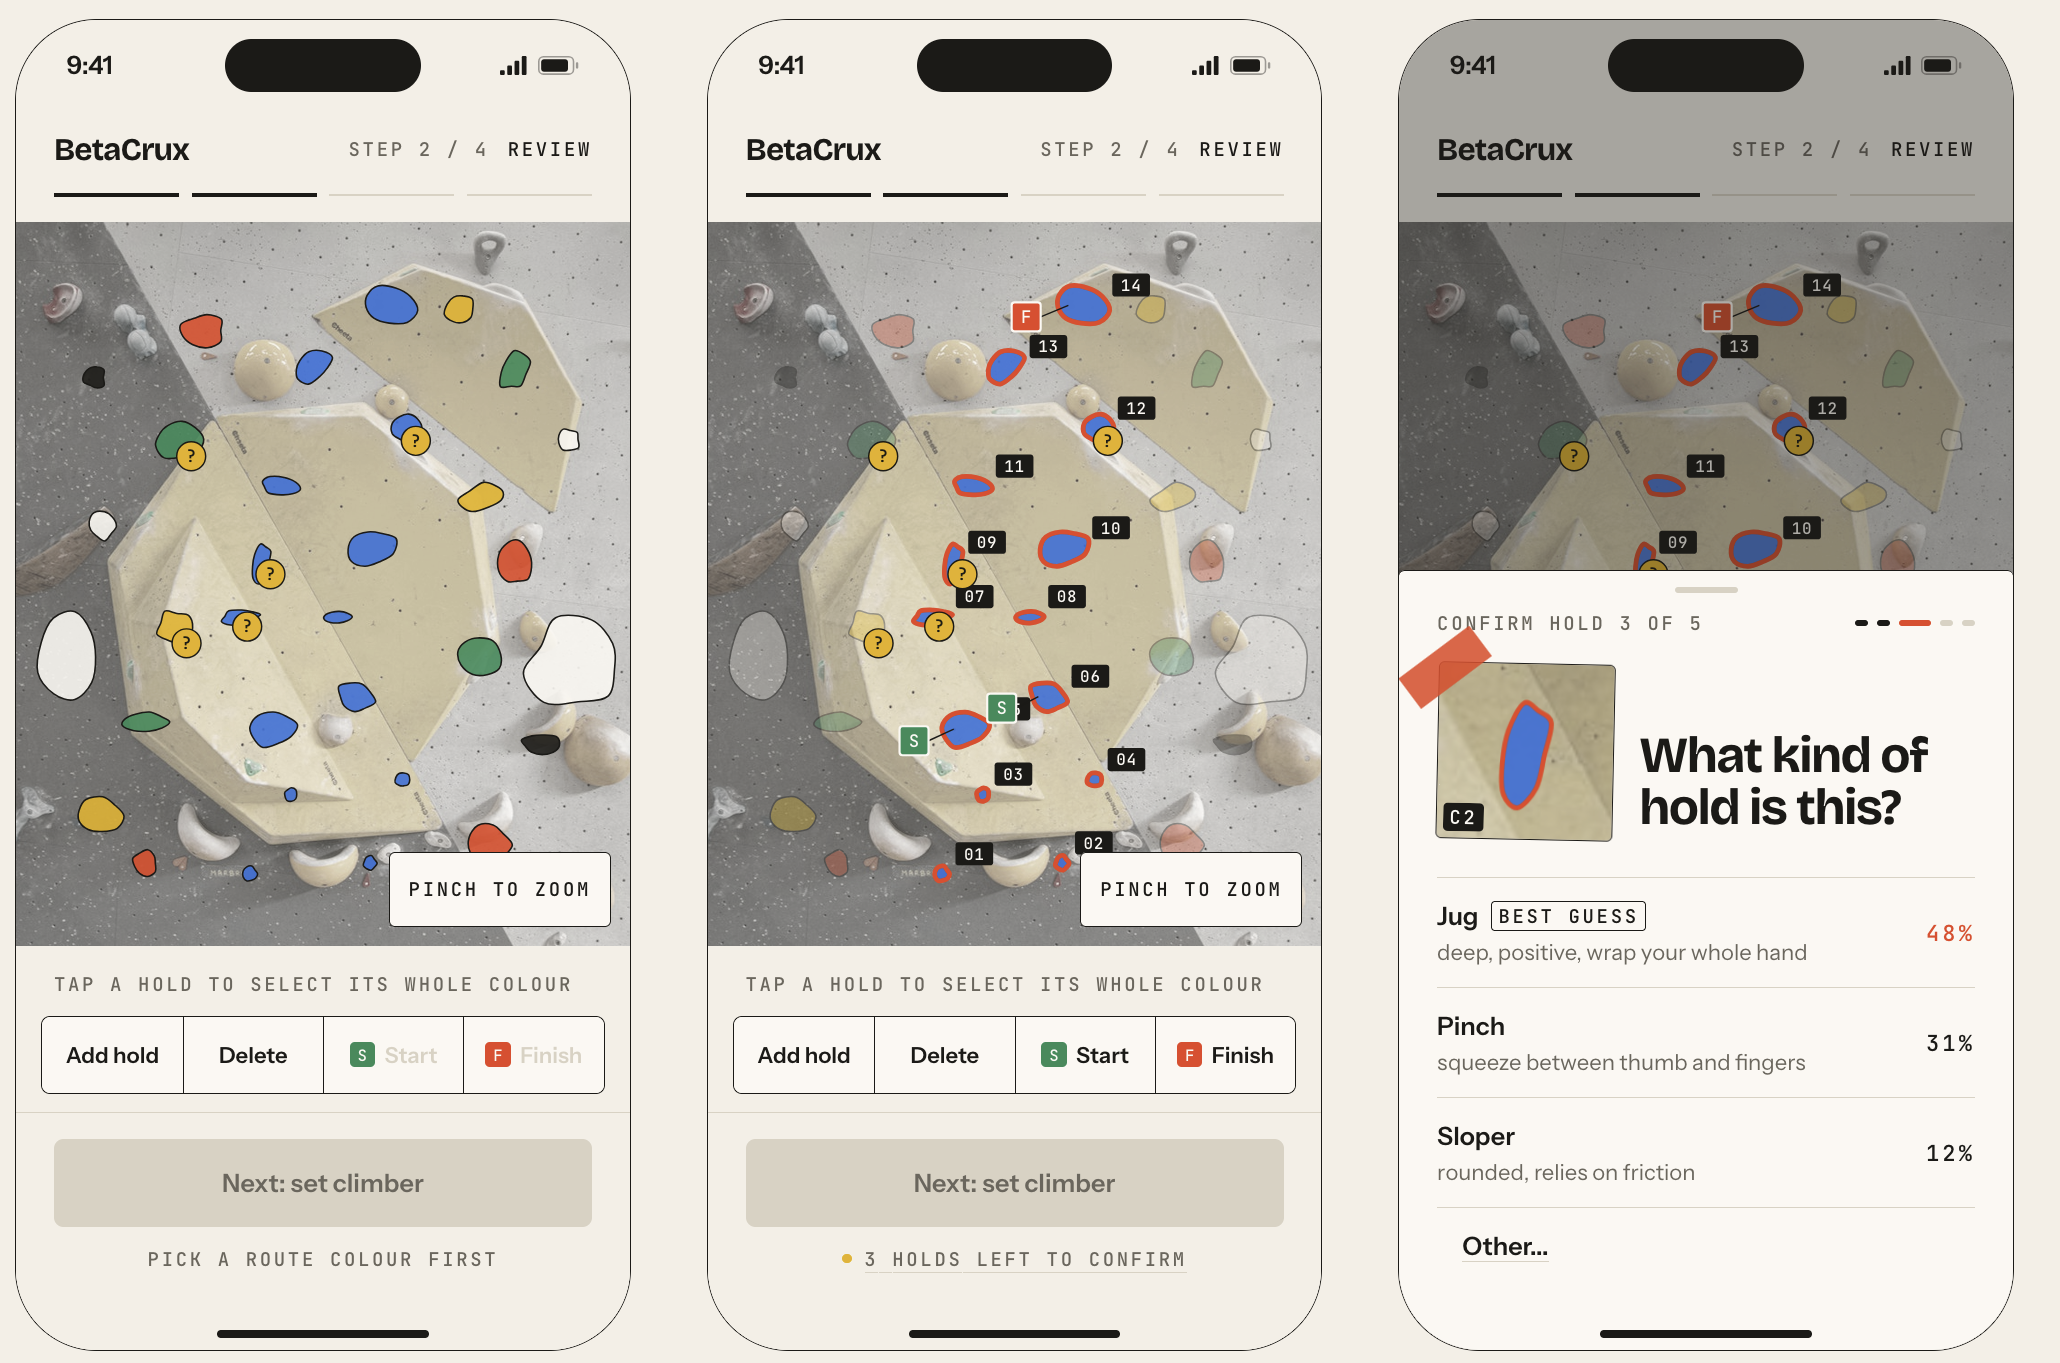 9:41
BetaCrux STEP 2 / 4 REVIEW
Cheeta
Cheeta
?
?
?
?
?
Cheeta
Cheeta
PINCH TO ZOOM
TAP A HOLD TO SELECT ITS WHOLE COLOUR
Add hold Delete S Start F Finish
Next: set climber
PICK A ROUTE COLOUR FIRST
9:41
BetaCrux STEP 2 / 4 REVIEW
14
F
13
12
?
?
11
10
09
?
07 08
?
?
06
S
S
04
03
02
01
PINCH TO ZOOM
TAP A HOLD TO SELECT ITS WHOLE COLOUR
Add hold Delete S Start F Finish
Next: set climber
3 HOLDS LEFT TO CONFIRM
9:41
BetaCrux STEP 2 / 4 REVIEW
14
F
13
12
?
?
11
10
09
?
CONFIRM HOLD 3 OF 5
C2
What kind of
hold is this?
Jug BEST GUESS
48%
deep, positive, wrap your whole hand
Pinch
31%
squeeze between thumb and fingers
Sloper
12%
rounded, relies on friction
Other...